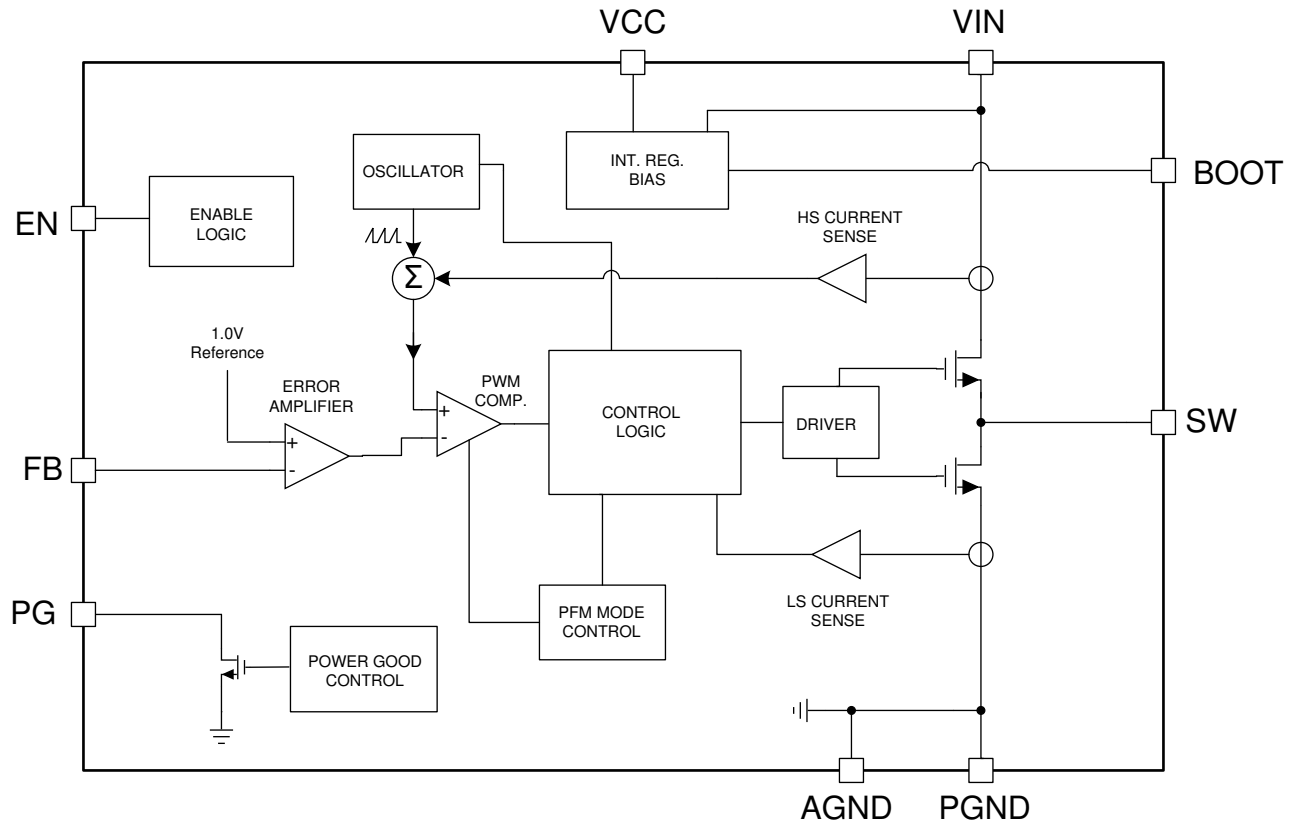 VCC
VIN
OSCILLATOR
INT. REG.
BIAS
BOOT
EN
ENABLE
LOGIC
HS CURRENT
SENSE
Σ
1.0V
Reference
ERROR
AMPLIFIER
+
-
PWM
COMP.
+
-
CONTROL
LOGIC
DRIVER
SW
FB
PG
PFM MODE
CONTROL
LS CURRENT
SENSE
POWER GOOD
CONTROL
AGND
PGND